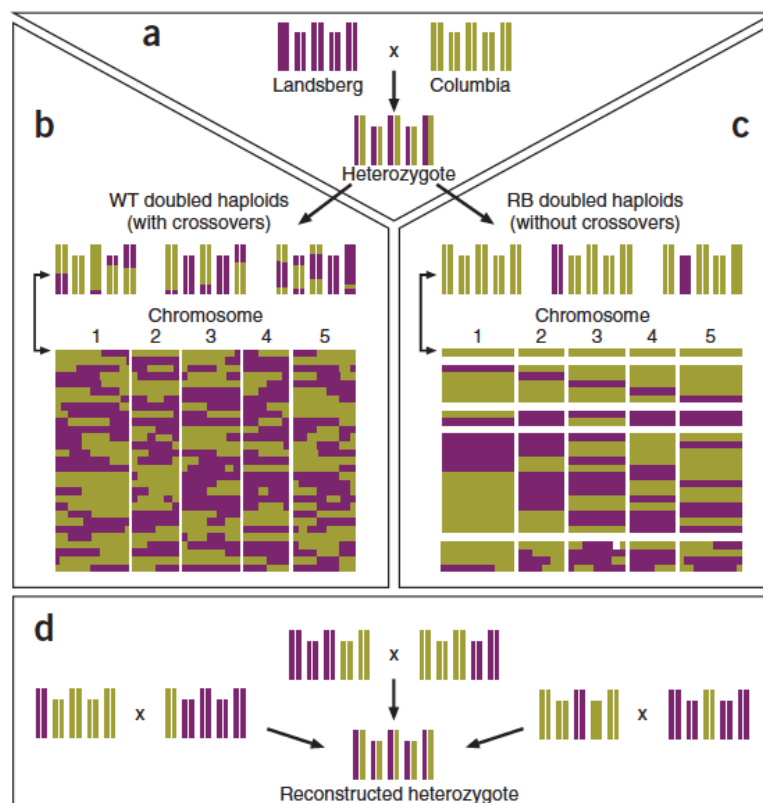 a
x
Landsberg
Columbia
b
c
Heterozygote
WT doubled haploids
(with crossovers)
RB doubled haploids
(without crossovers)
Chromosome
1 2 3 4 5
Chromosome
1 2 3 4 5
d
x
x
x
Reconstructed heterozygote